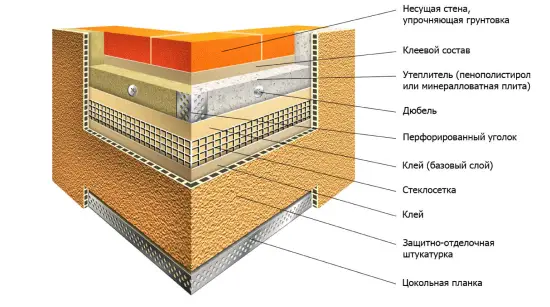 Несущая стена,
упрочняющая грунтовка
Клеевой состав
Утеплитель (пенополистирол
или минералловатная плита)
Дюбель
Перфорированный уголок
Клей (базовый слой)
Стеклосетка
Клей
Защитно-отделочная
штукатурка
Цокольная планка